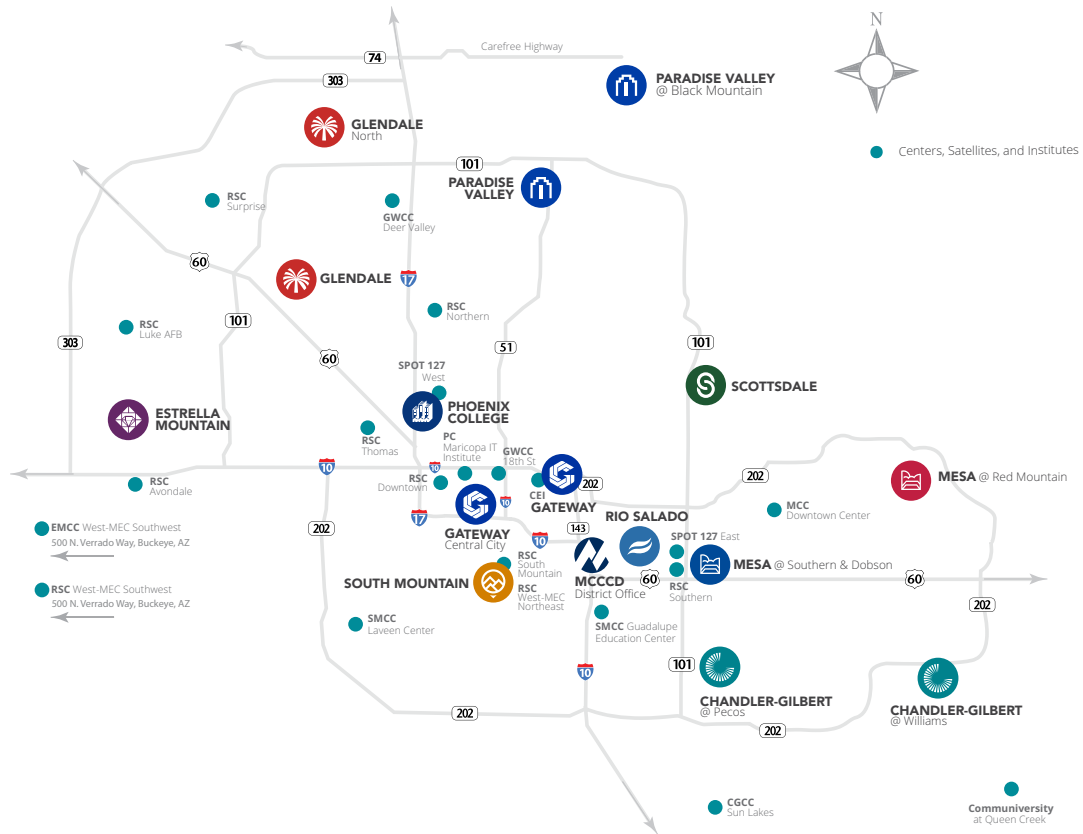 N
Carefree Highway
74
303
PARADISE VALLEY
@ Black Mountain
GLENDALE
North
Centers, Satellites, and Institutes
101
PARADISE
VALLEY
RSC
Surprise
GWCC
Deer Valley
60
GLENDALE
17
RSC
Northern
101
RSC
Luke AFB
303
60
51
101
SPOT 127
West
SCOTTSDALE
ESTRELLA
MOUNTAIN
PHOENIX
COLLEGE
RSC
Thomas
PC
Maricopa IT
Institute
GWCC
18th St
10
10
RSC
Downtown
CEI
GATEWAY
202
202
MESA @ Red Mountain
RSC
Avondale
10
MCC
Downtown Center
EMCC West-MEC Southwest
500 N. Verrado Way, Buckeye, AZ
202
17
GATEWAY
Central City
143
10
RIO SALADO
SPOT 127 East
RSC
South
Mountain
MESA @ Southern & Dobson
SOUTH MOUNTAIN
RSC
West-MEC
Northeast
MCCCD
District Office
60
RSC
Southern
60
RSC West-MEC Southwest
500 N. Verrado Way, Buckeye, AZ
202
SMCC
Laveen Center
SMCC Guadalupe
Education Center
10
101
CHANDLER-GILBERT
@ Pecos
CHANDLER-GILBERT
@ Williams
202
202
CGCC
Sun Lakes
Communiversity
at Queen Creek